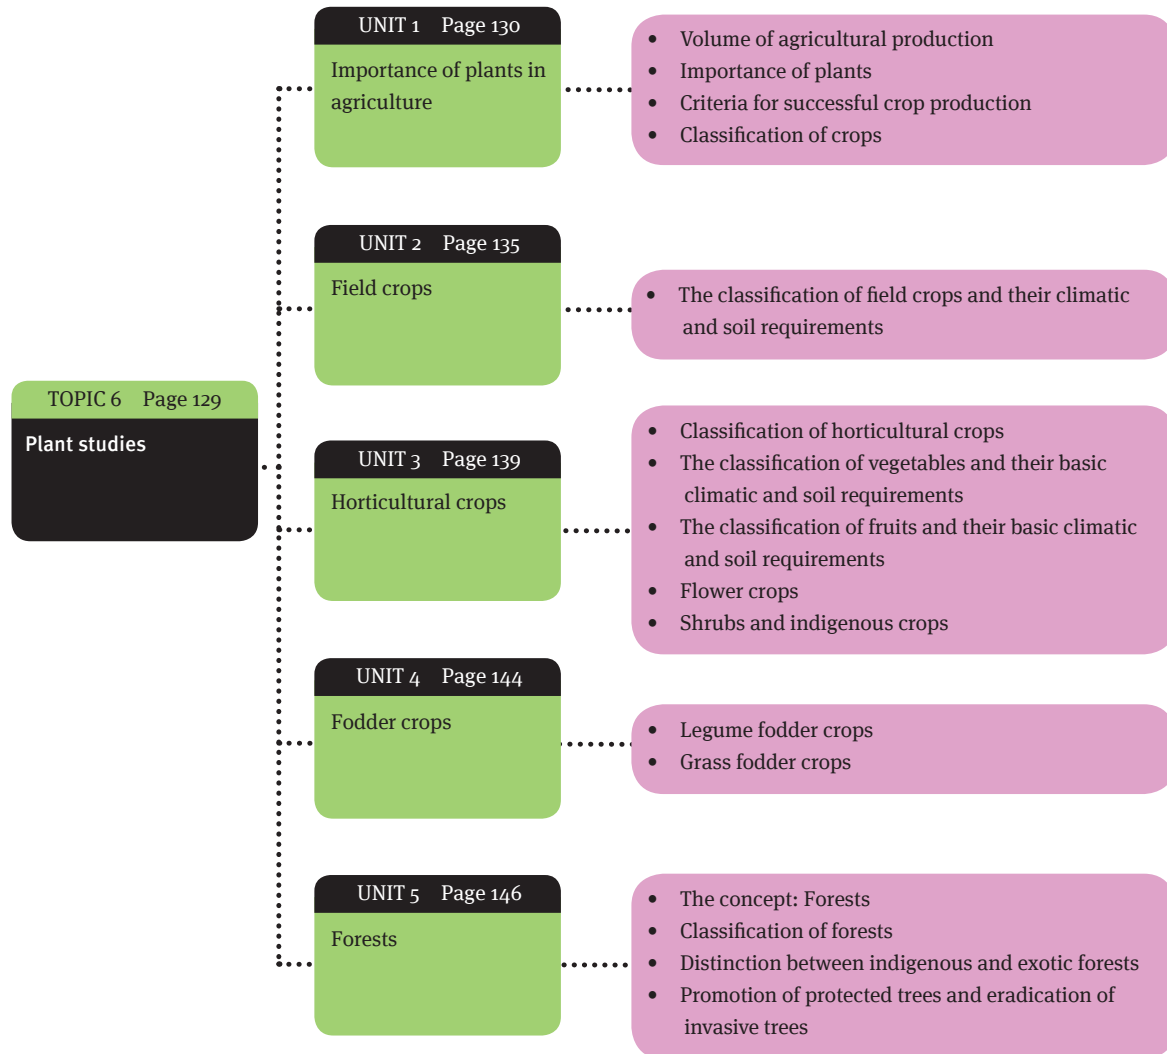 TOPIC 6 Page 129
Plant studies
UNIT 1 Page 130
Importance of plants in
agriculture
• Volume of agricultural production
• Importance of plants
• Criteria for successful crop production
• Classification of crops
UNIT 2 Page 135
Field crops
• The classification of field crops and their climatic
and soil requirements
UNIT 3 Page 139
Horticultural crops
• Classification of horticultural crops
• The classification of vegetables and their basic
climatic and soil requirements
• The classification of fruits and their basic climatic
and soil requirements
• Flower crops
• Shrubs and indigenous crops
UNIT 4 Page 144
Fodder crops
• Legume fodder crops
• Grass fodder crops
UNIT 5 Page 146
Forests
• The concept: Forests
• Classification of forests
• Distinction between indigenous and exotic forests
• Promotion of protected trees and eradication of
invasive trees